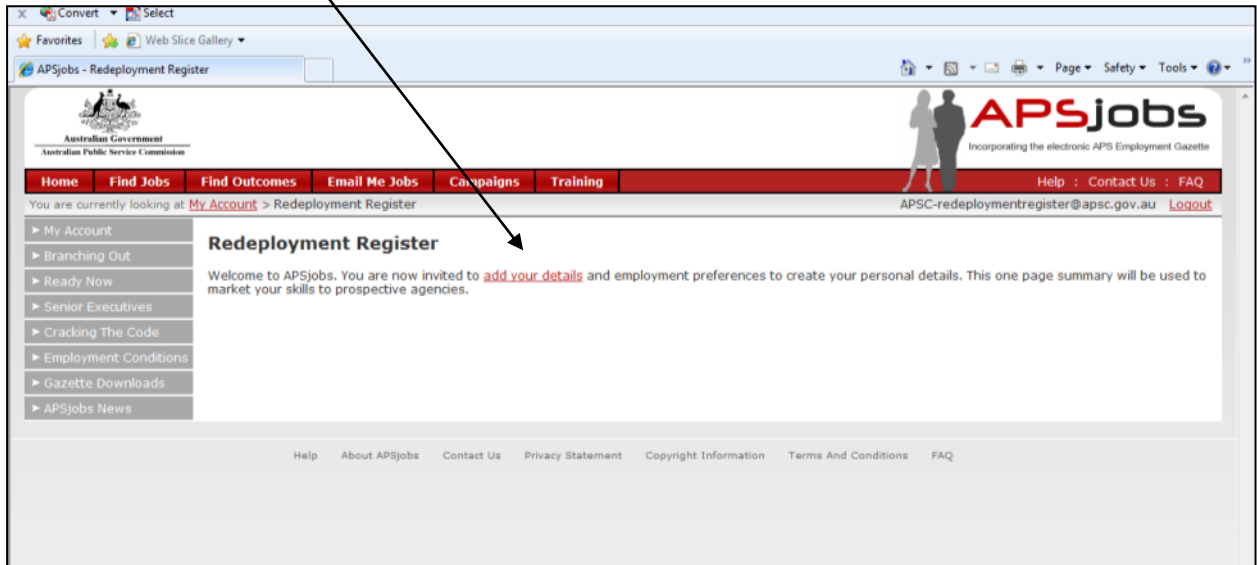 x Convert Select
Favorites Web Slice Gallery
APSjobs - Redeployment Register
Page Safety Tools
Australian Government
Australian Public Service Commission
APSjobs
Incorporating the electronic APS Employment Gazette
Home Find Jobs Find Outcomes Email Me Jobs Campaigns Training Help : Contact Us : FAQ
You are currently looking at My Account > Redeployment Register APSC-redeploymentregister@apsc.gov.au Logout
My Account
Branching Out
Ready Now
Senior Executives
Cracking The Code
Employment Conditions
Gazette Downloads
APSjobs News
Redeployment Register
Welcome to APSjobs. You are now invited to add your details and employment preferences to create your personal details. This one page summary will be used to
market your skills to prospective agencies.
Help About APSjobs Contact Us Privacy Statement Copyright Information Terms And Conditions FAQ